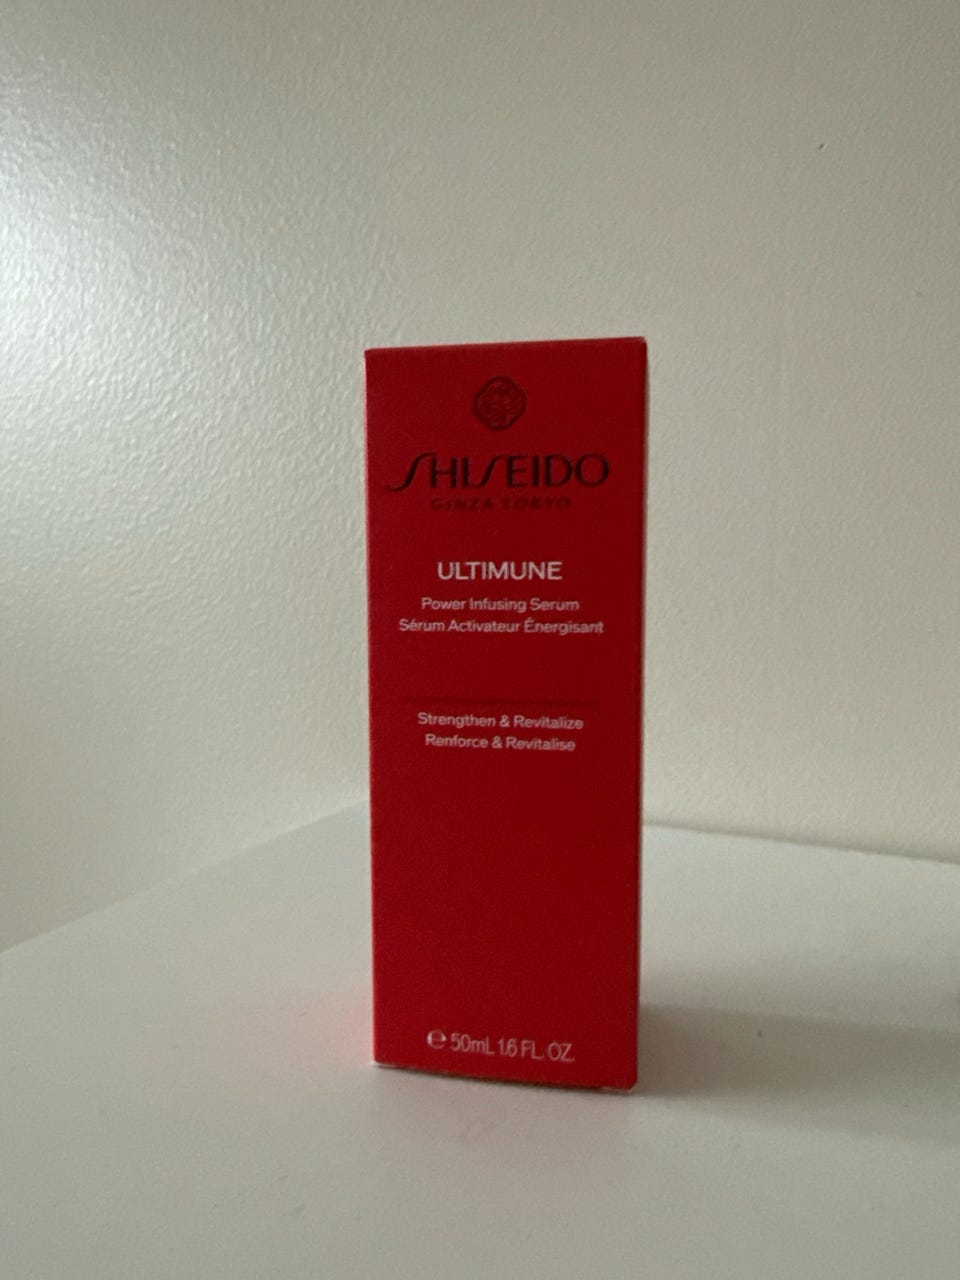 SHISEIDO
GINZA TOKYO
ULTIMUNE
Power Infusing Serum
Sérum Activateur Énergisant
Strengthen & Revitalize
Renforce & Revitalise
℮ 50mL 1.6 FL. OZ.